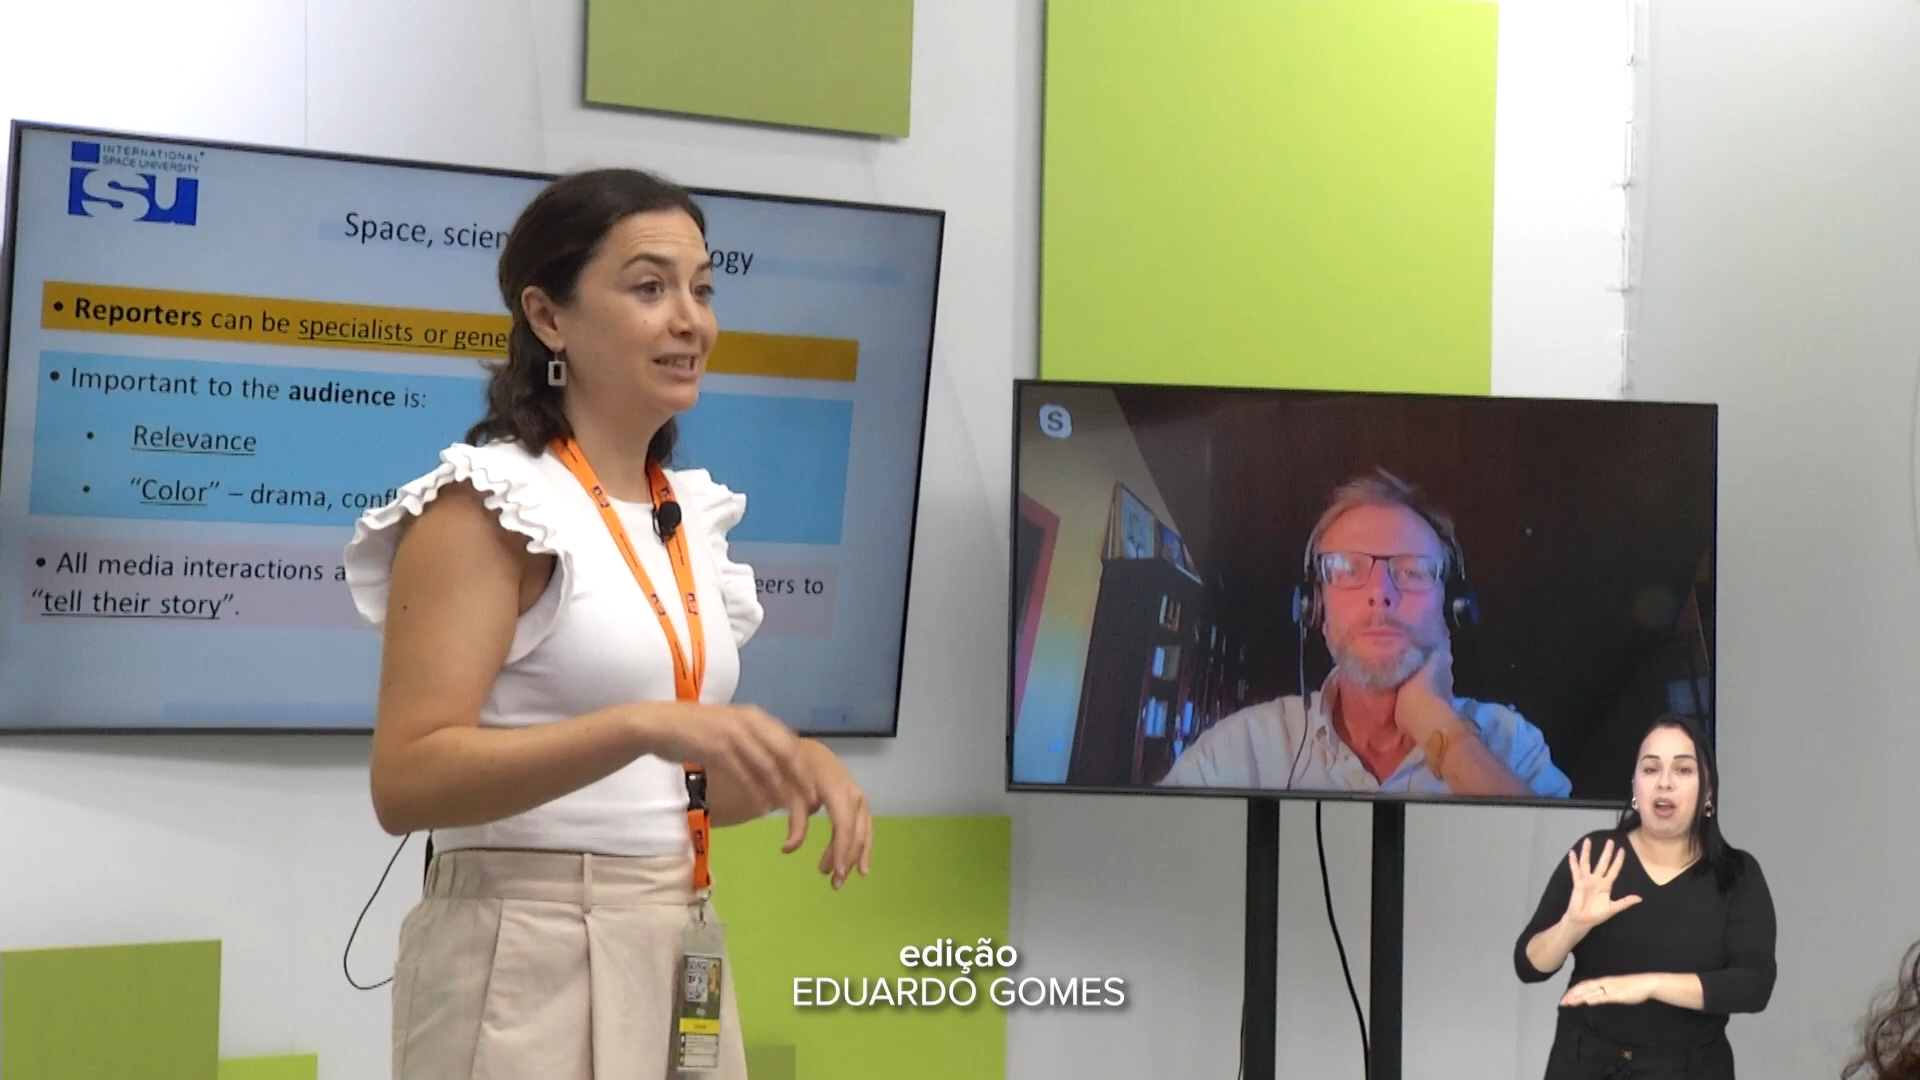 INTERNATIONAL
SPACE UNIVERSITY
ISU
Space, scien ogy
• Reporters can be specialists or gene
• Important to the audience is:
• Relevance
• “Color” – drama, conf
• All media interactions a eers to
“tell their story”.
S
edição
EDUARDO GOMES